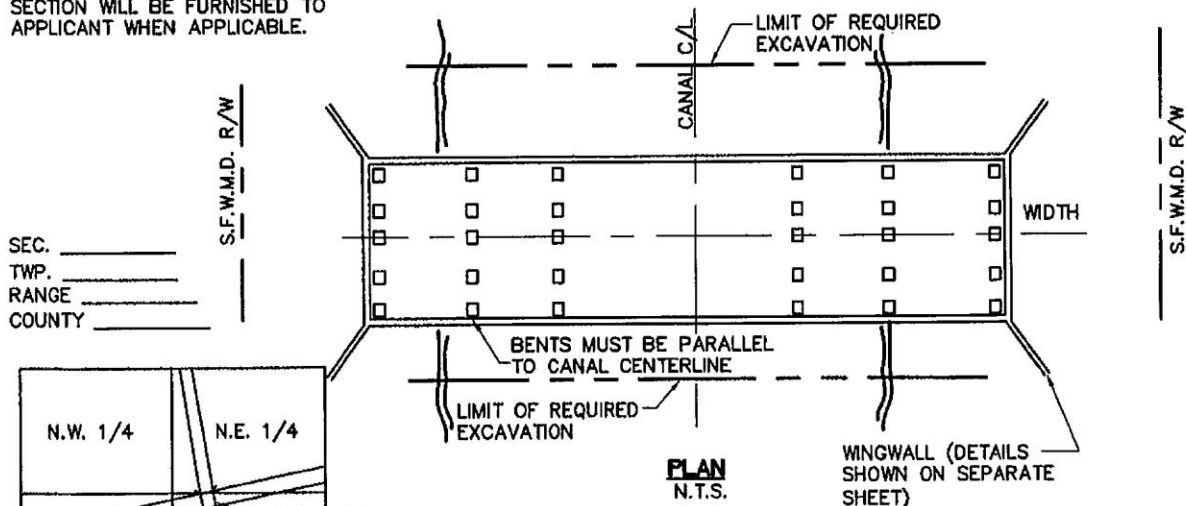 SECTION WILL BE FURNISHED TO
APPLICANT WHEN APPLICABLE.
LIMIT OF REQUIRED
EXCAVATION
CANAL C/L
S.F.W.M.D. R/W
S.F.W.M.D. R/W
WIDTH
SEC.
TWP.
RANGE
COUNTY
BENTS MUST BE PARALLEL
TO CANAL CENTERLINE
LIMIT OF REQUIRED
EXCAVATION
N.W. 1/4
N.E. 1/4
PLAN
N.T.S.
WINGWALL (DETAILS
SHOWN ON SEPARATE
SHEET)